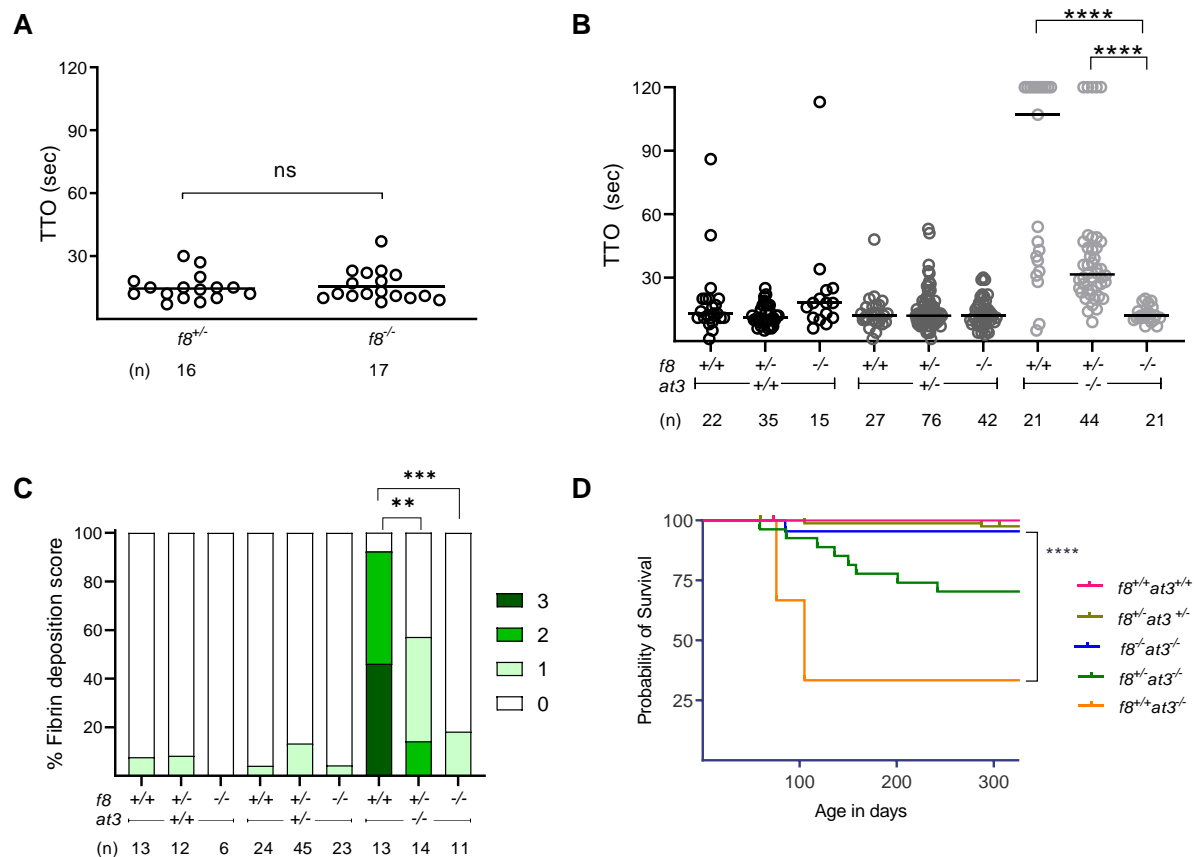 A
120
90
60
30
TTO (sec)
ns
f8+/- f8-/-
(n) 16 17
B
**** 
****
120
90
60
30
TTO (sec)
f8 +/+ +/- -/- +/+ +/- -/- +/+ +/- -/-
at3 +/+ +/- -/-
(n) 22 35 15 27 76 42 21 44 21
C
***
**
100
80
60
40
20
% Fibrin deposition score
3
2
1
0
f8 +/+ +/- -/- +/+ +/- -/- +/+ +/- -/-
at3 +/+ +/- -/-
(n) 13 12 6 24 45 23 13 14 11
D
100
75
50
25
Probability of Survival
****
f8+/+at3+/+
f8+/-at3 +/-
f8-/-at3-/-
f8+/-at3-/-
f8+/+at3-/-
100 200 300
Age in days